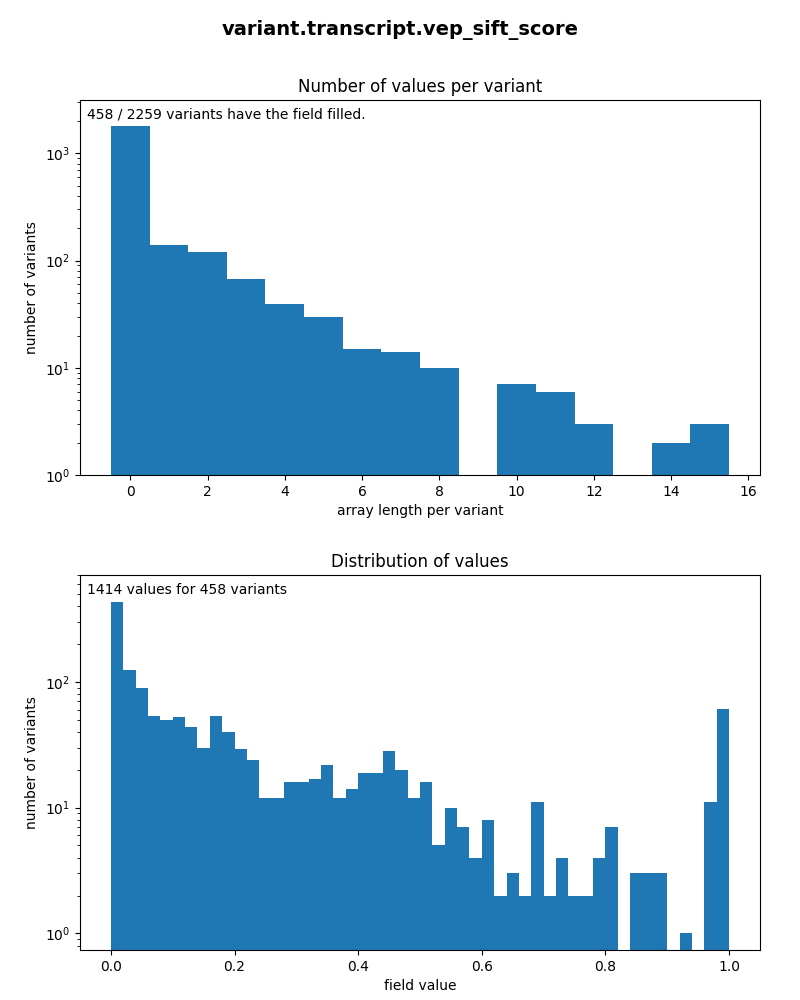 variant.transcript.vep_sift_score
Number of values per variant
458 / 2259 variants have the field filled.
number of variants
10³
10²
10¹
10⁰
0 2 4 6 8 10 12 14 16
array length per variant
Distribution of values
1414 values for 458 variants
number of variants
10²
10¹
10⁰
0.0 0.2 0.4 0.6 0.8 1.0
field value